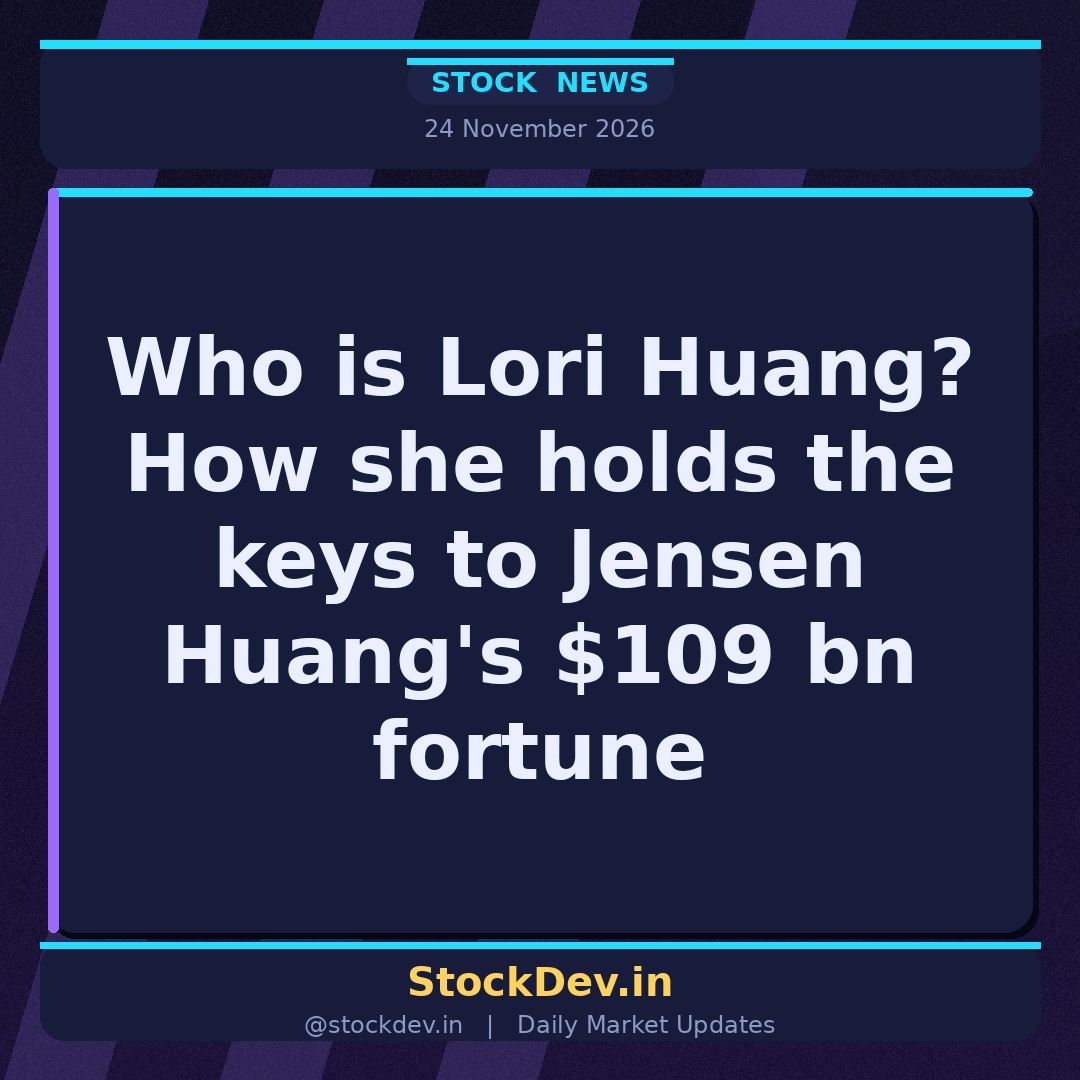 STOCK NEWS
24 November 2026
Who is Lori Huang?
How she holds the
keys to Jensen
Huang's $109 bn
fortune
StockDev.in
@stockdev.in | Daily Market Updates